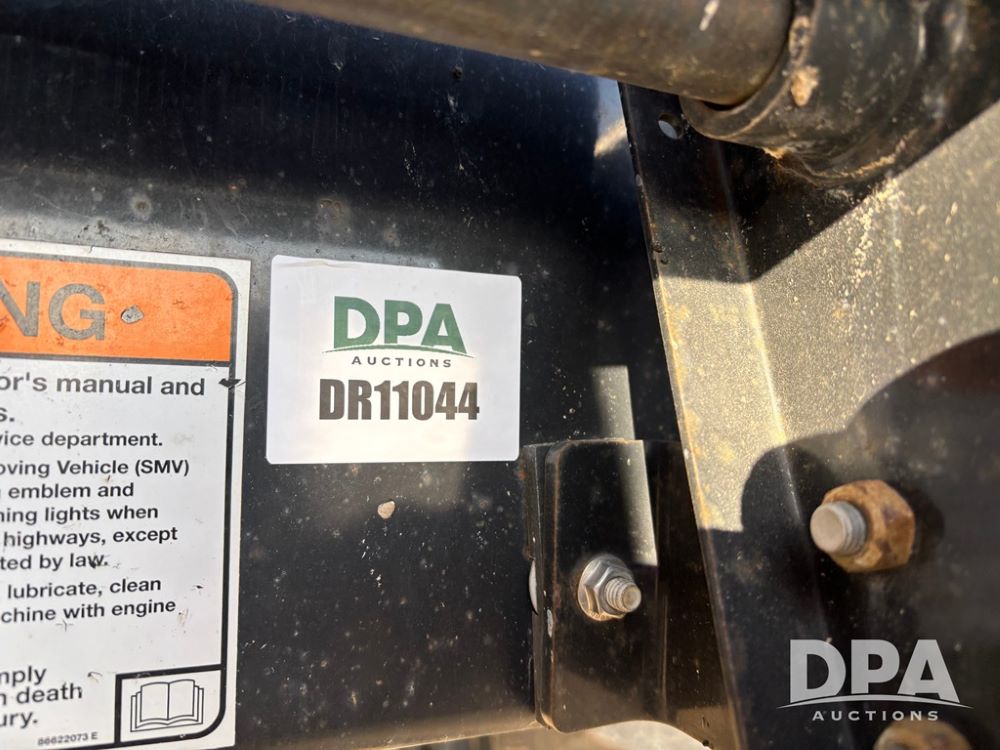 NG
or's manual and
s.
vice department.
oving Vehicle (SMV)
emblem and
ning lights when
highways, except
ted by law.
lubricate, clean
chine with engine
mply
death
ury.
86622073 E
DPA
AUCTIONS
DR11044
DPA
AUCTIONS